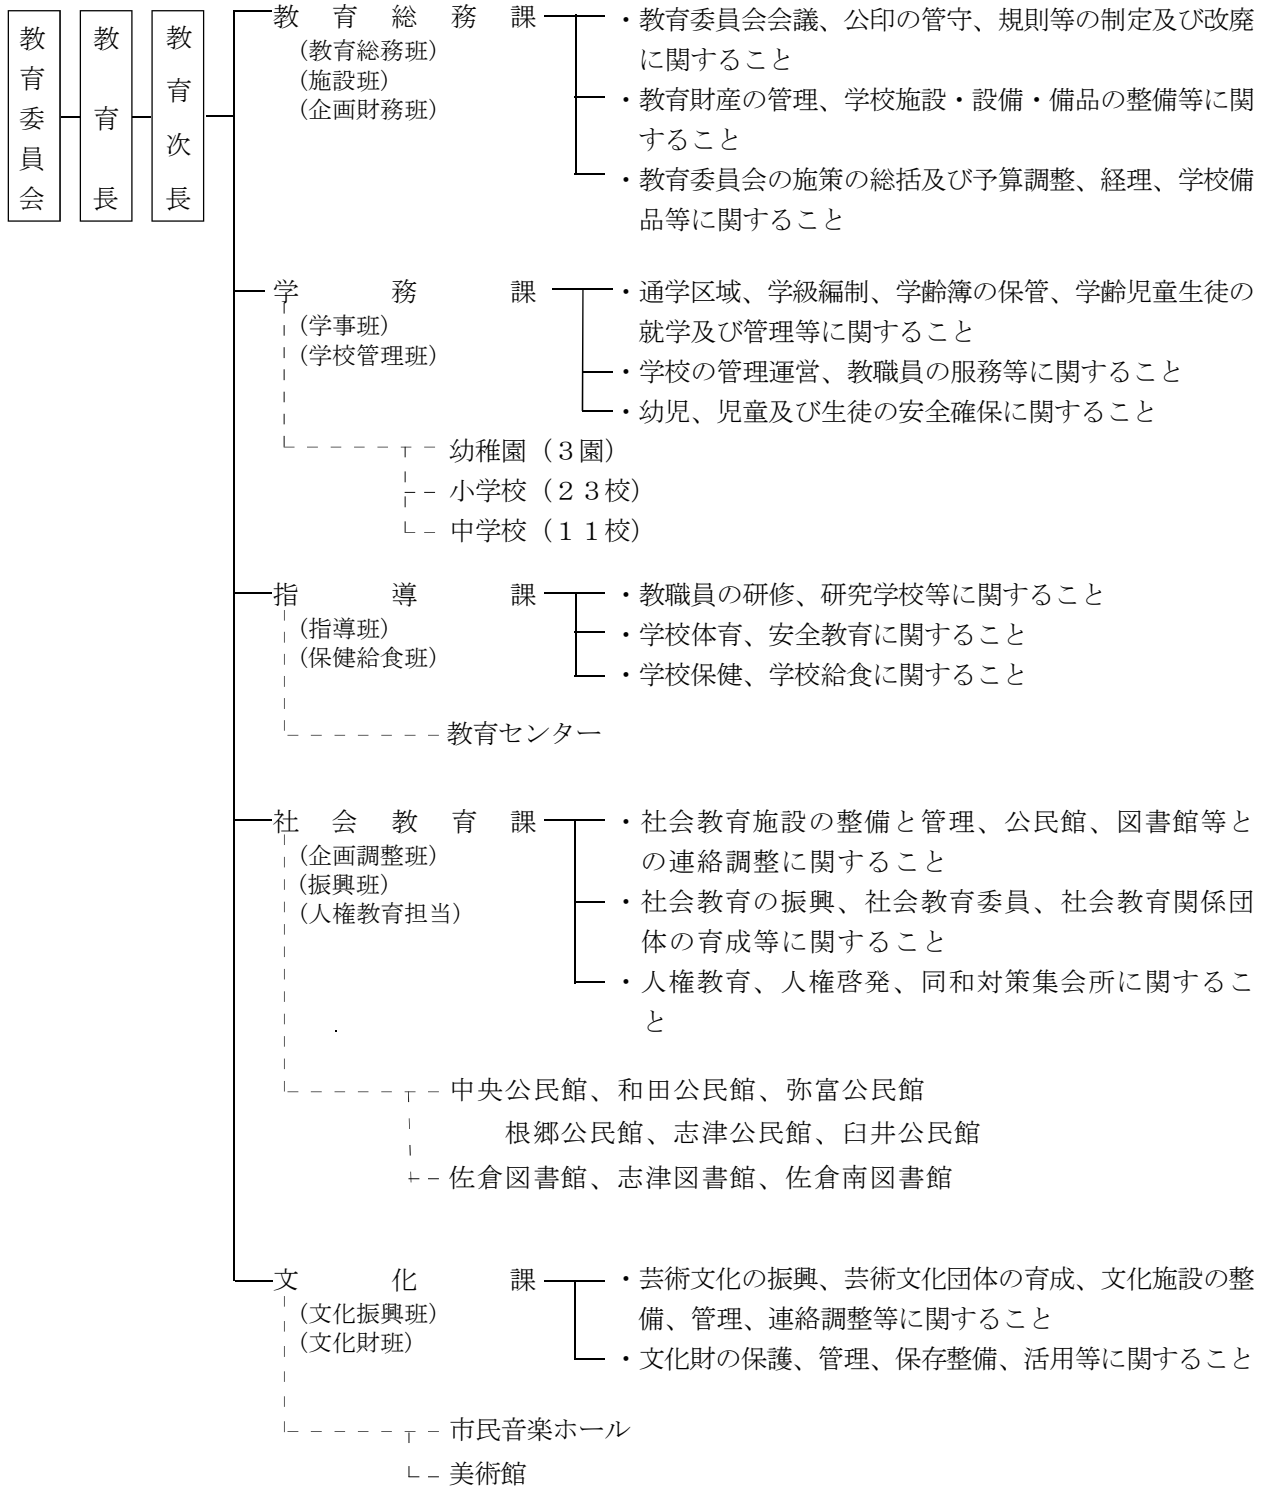 教育委員会
教育長
教育次長
教育総務課
（教育総務班）
（施設班）
（企画財務班）
・教育委員会会議、公印の管守、規則等の制定及び改廃
に関すること
・教育財産の管理、学校施設・設備・備品の整備等に関
すること
・教育委員会の施策の総括及び予算調整、経理、学校備
品等に関すること
学務課
（学事班）
（学校管理班）
・通学区域、学級編制、学齢簿の保管、学齢児童生徒の
就学及び管理等に関すること
・学校の管理運営、教職員の服務等に関すること
・幼児、児童及び生徒の安全確保に関すること
幼稚園（３園）
小学校（２３校）
中学校（１１校）
指導課
（指導班）
（保健給食班）
・教職員の研修、研究学校等に関すること
・学校体育、安全教育に関すること
・学校保健、学校給食に関すること
教育センター
社会教育課
（企画調整班）
（振興班）
（人権教育担当）
・社会教育施設の整備と管理、公民館、図書館等と
の連絡調整に関すること
・社会教育の振興、社会教育委員、社会教育関係団
体の育成等に関すること
・人権教育、人権啓発、同和対策集会所に関するこ
と
中央公民館、和田公民館、弥富公民館
根郷公民館、志津公民館、臼井公民館
佐倉図書館、志津図書館、佐倉南図書館
文化課
（文化振興班）
（文化財班）
・芸術文化の振興、芸術文化団体の育成、文化施設の整
備、管理、連絡調整等に関すること
・文化財の保護、管理、保存整備、活用等に関すること
市民音楽ホール
美術館